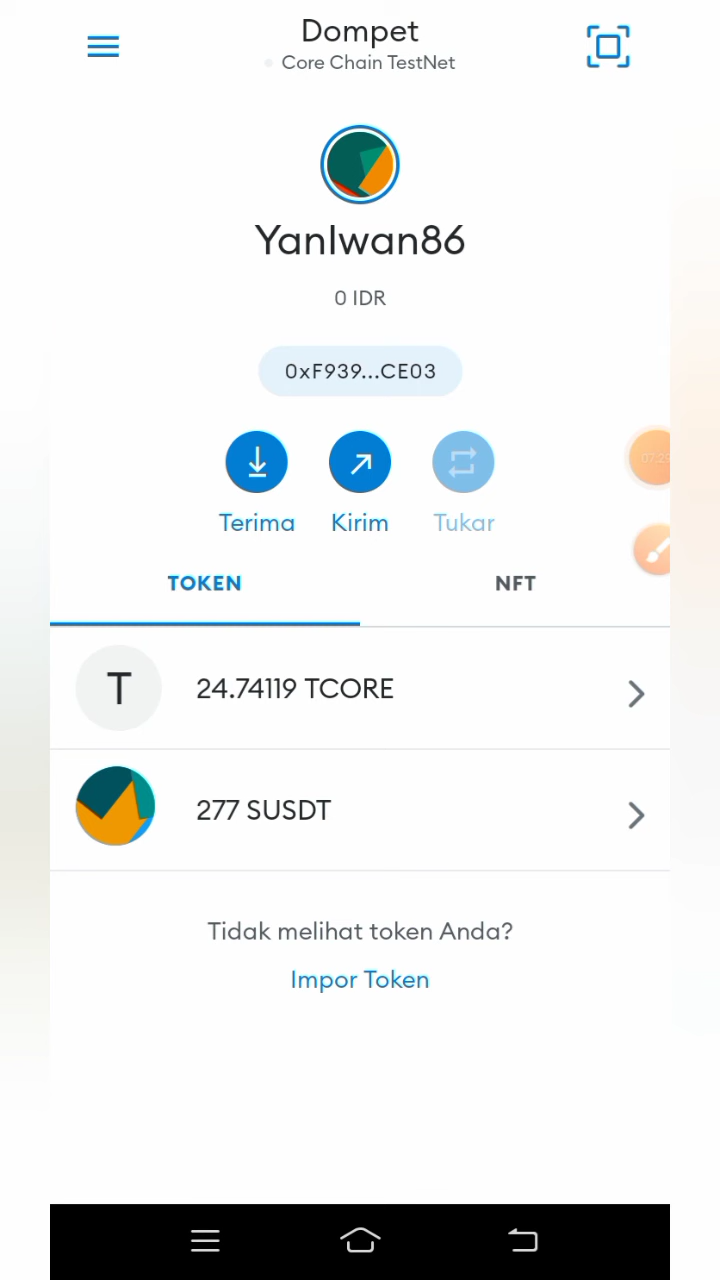 Dompet
Core Chain TestNet
YanIwan86
0 IDR
0xF939...CE03
Terima
Kirim
Tukar
TOKEN
NFT
T
24.74119 TCORE
277 SUSDT
Tidak melihat token Anda?
Impor Token